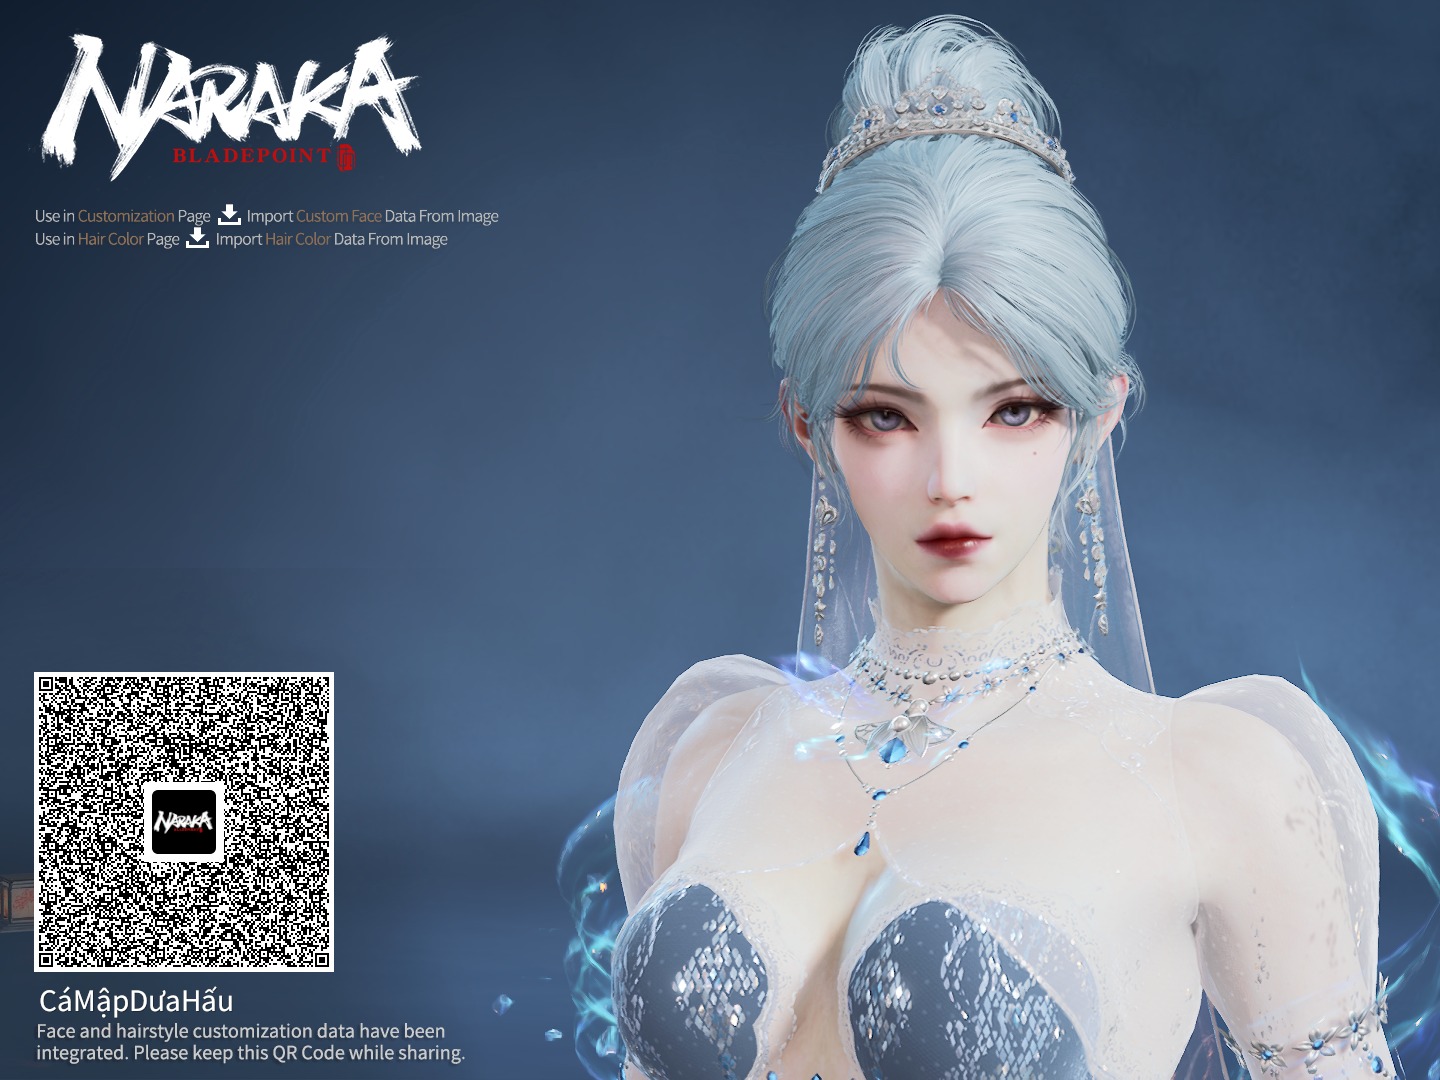 NARAKA
BLADEPOINT
Use in Customization Page Import Custom Face Data From Image
Use in Hair Color Page Import Hair Color Data From Image
NARAKA
CáMậpDưaHấu
Face and hairstyle customization data have been
integrated. Please keep this QR Code while sharing.